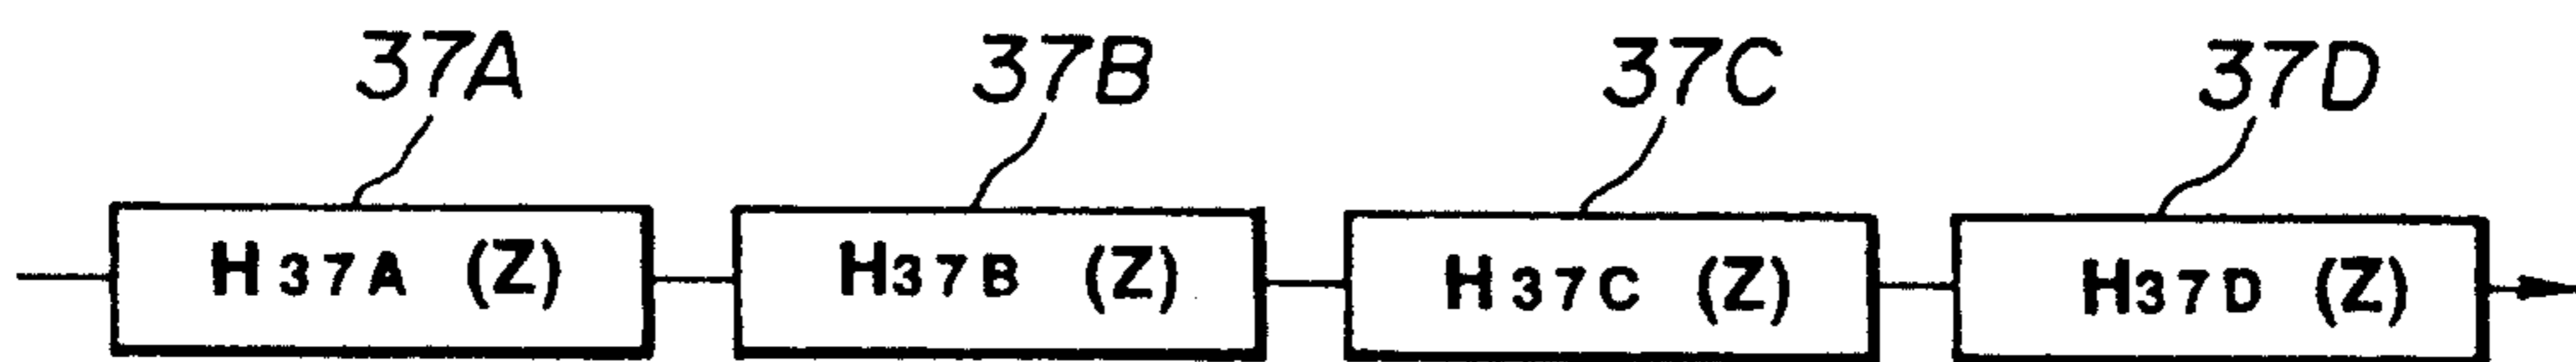 37A 37B 37C 37D
H37A (Z) H37B (Z) H37C (Z) H37D (Z)